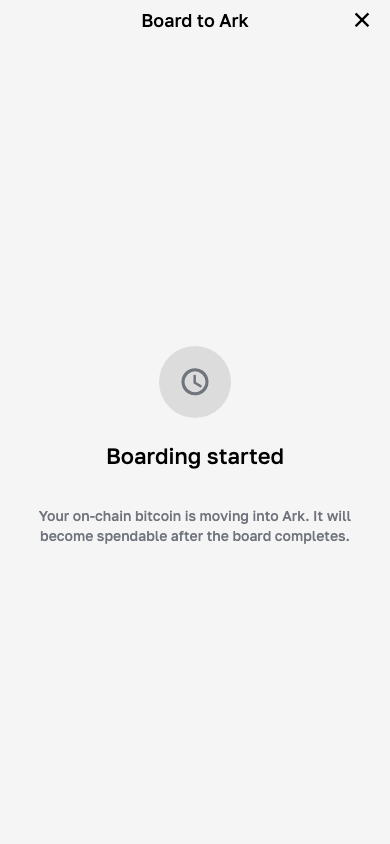 Board to Ark
Boarding started
Your on-chain bitcoin is moving into Ark. It will
become spendable after the board completes.